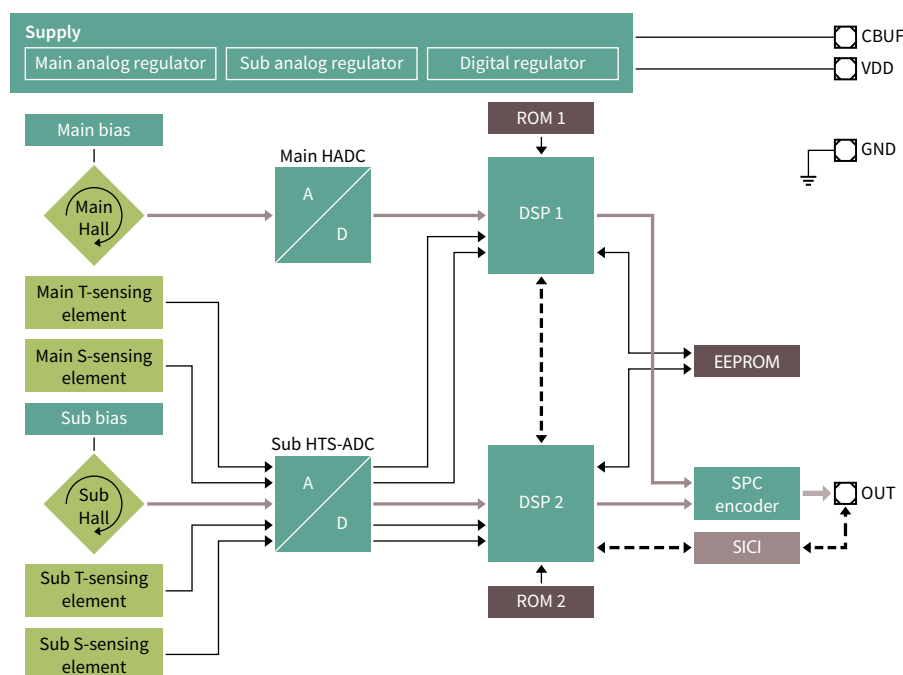 Supply
Main analog regulator
Sub analog regulator
Digital regulator
CBUF
VDD
GND
Main bias
Main HADC
ROM 1
A
D
DSP 1
Main
Hall
Main T-sensing
element
Main S-sensing
element
EEPROM
Sub bias
Sub HTS-ADC
A
D
DSP 2
Sub
Hall
SPC
encoder
OUT
SICI
Sub T-sensing
element
ROM 2
Sub S-sensing
element